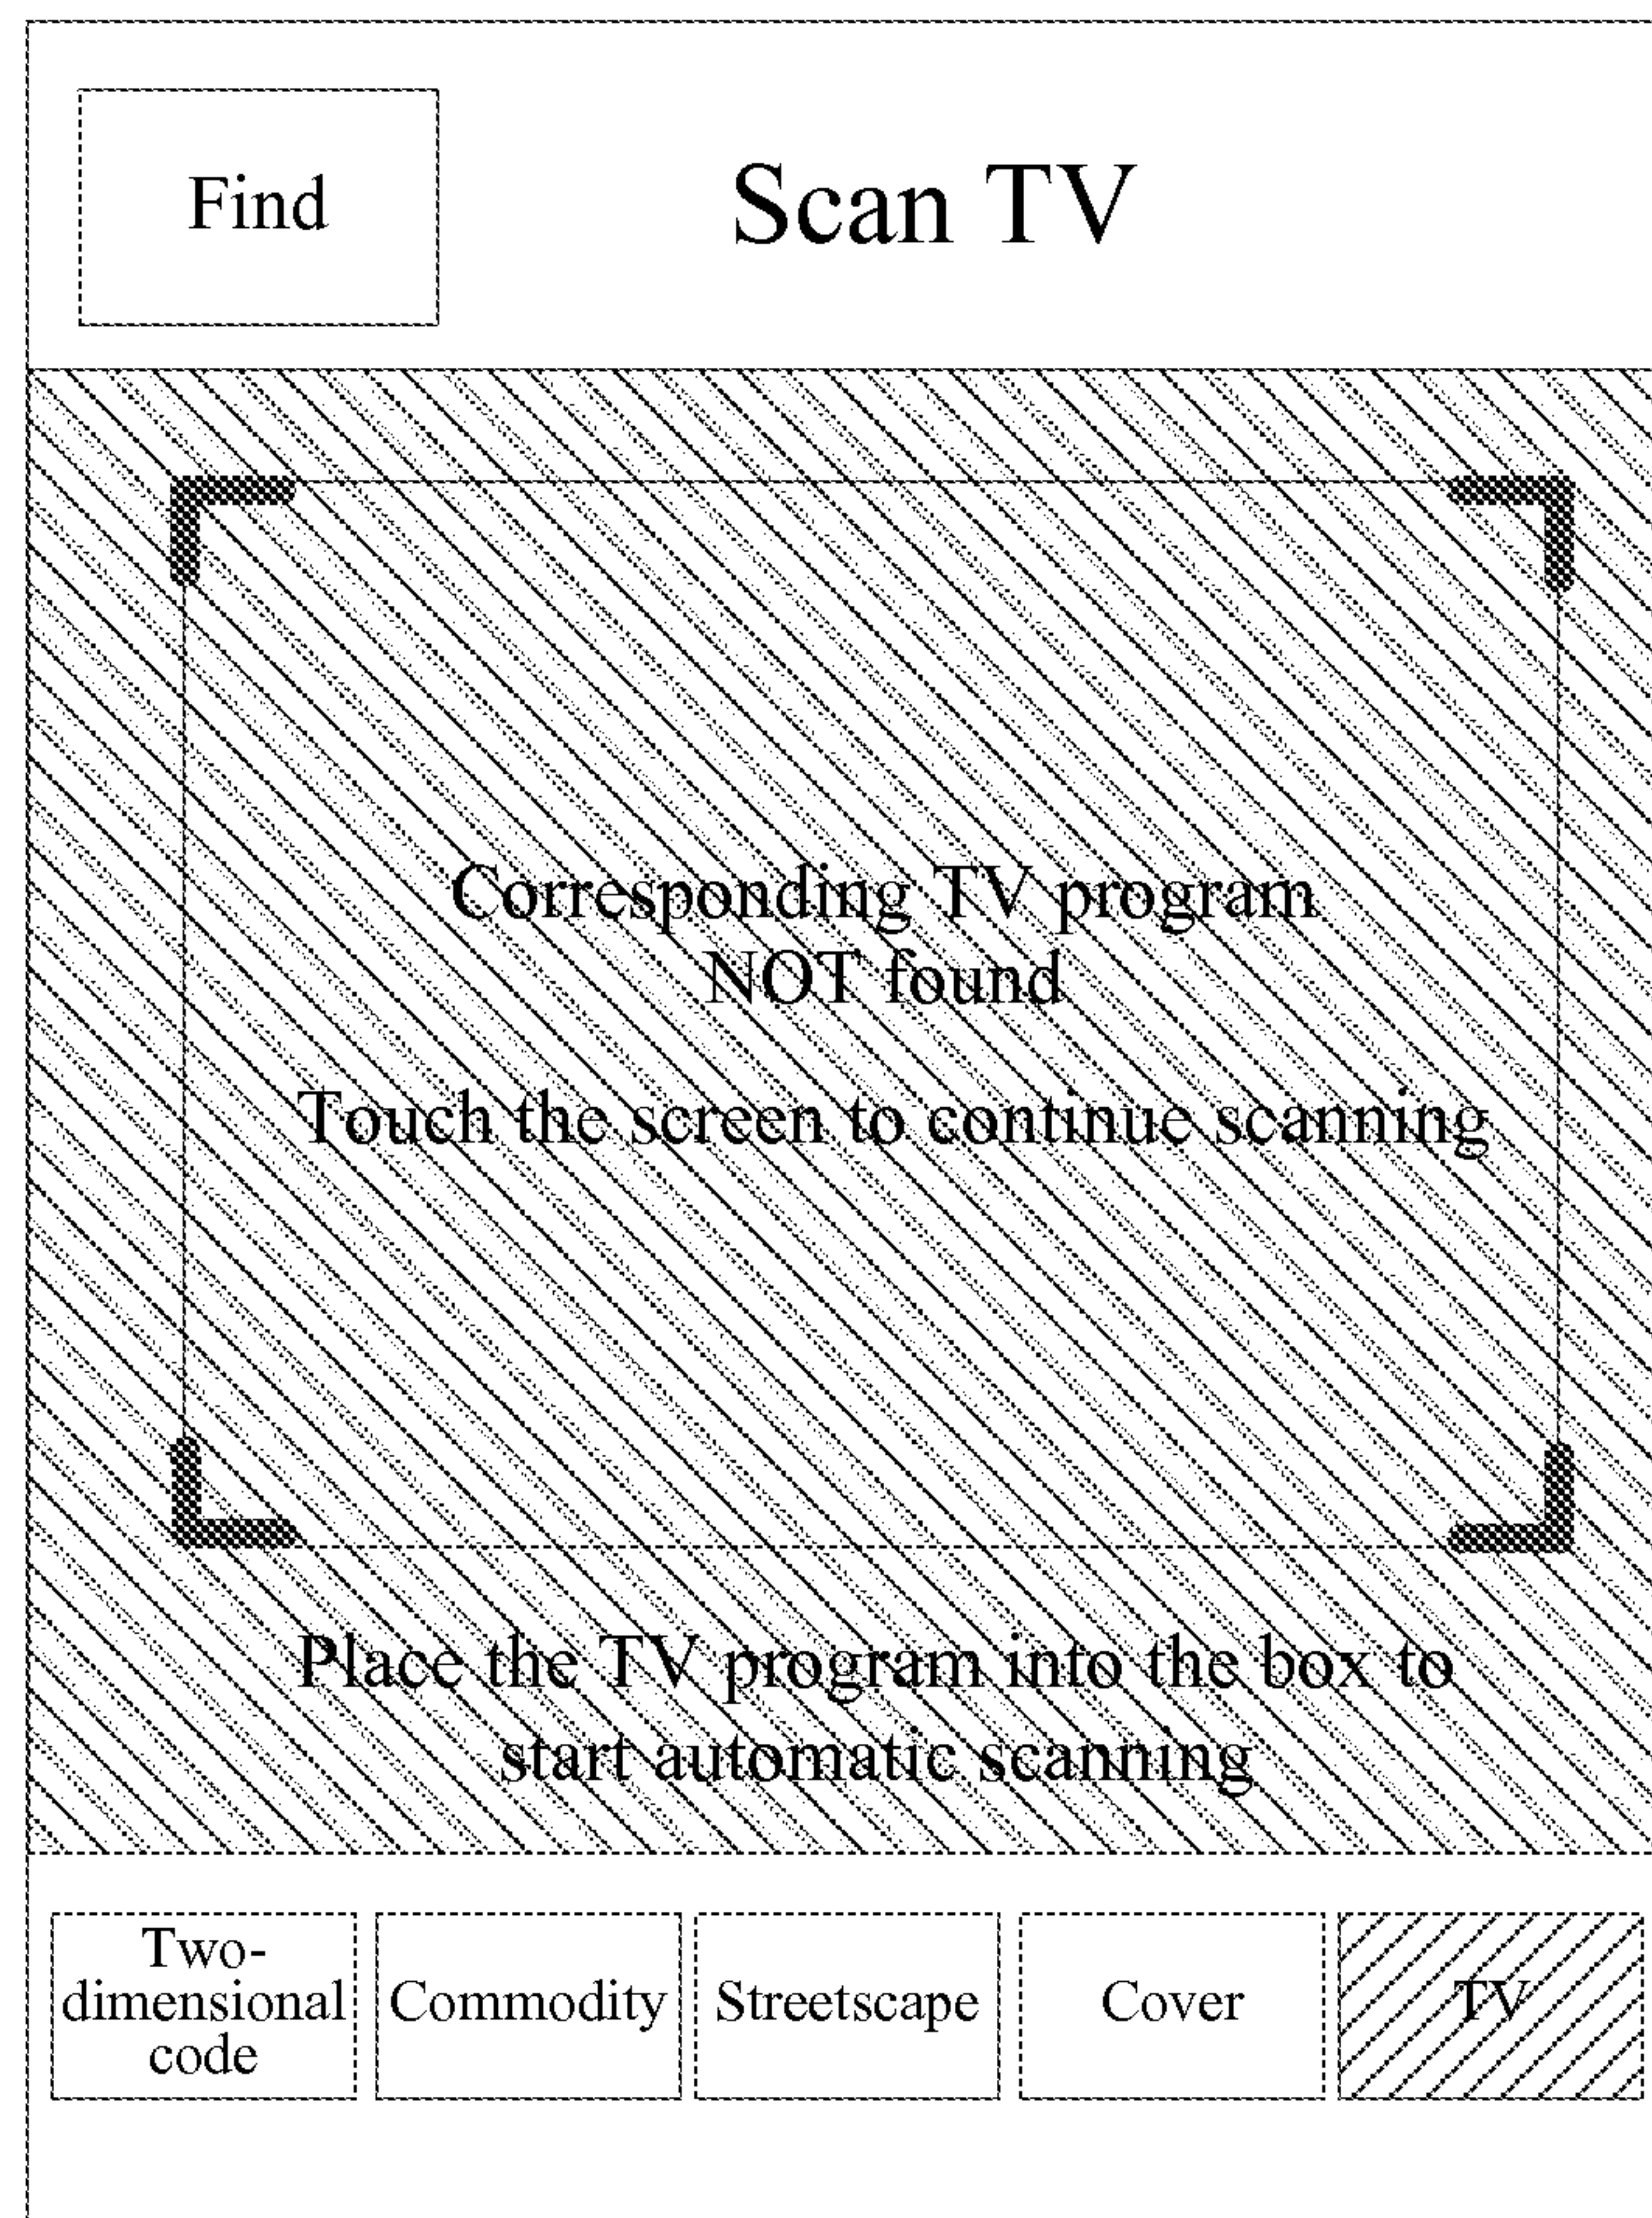 Find
Scan TV
Corresponding TV program
NOT found
Touch the screen to continue scanning
Place the TV program into the box to
start automatic scanning
Two-
dimensional
code
Commodity
Streetscape
Cover
TV